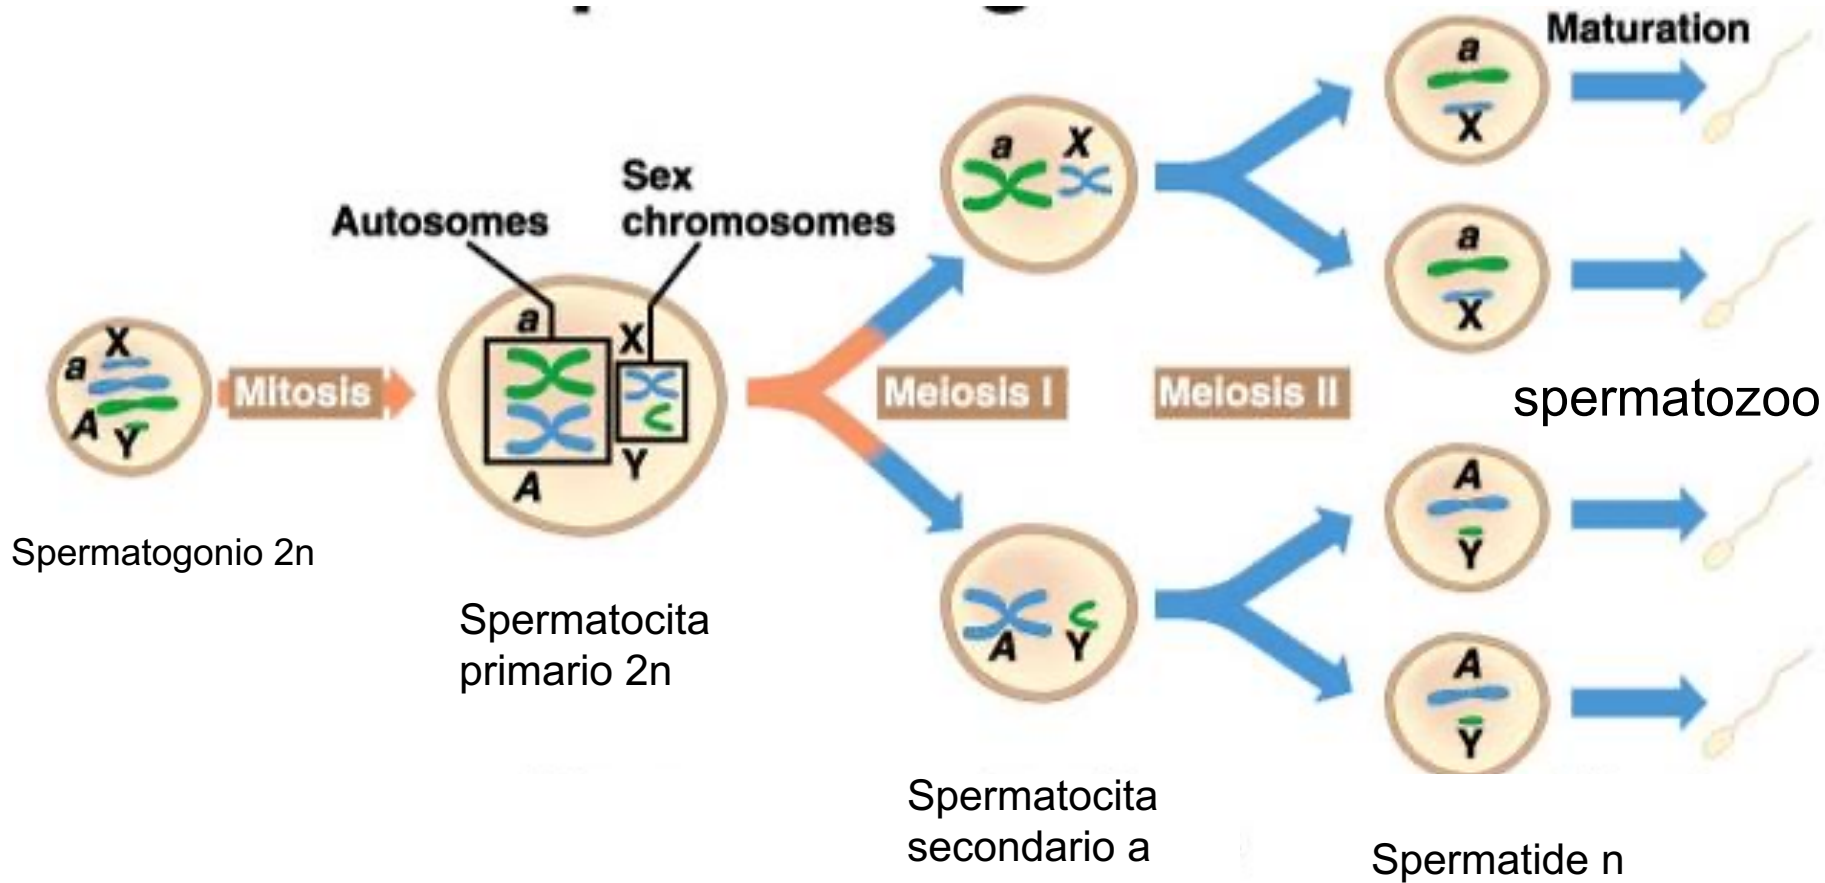 Maturation
a
X
a
X
Sex
chromosomes
Autosomes
a
X
X
a
A
Y
Mitosis
a
X
A
Y
Meiosis I
Meiosis II
a
X
spermatozoo
A
Y
A
Y
A
Y
Spermatogonio 2n
Spermatocita
primario 2n
Spermatocita
secondario a
Spermatide n